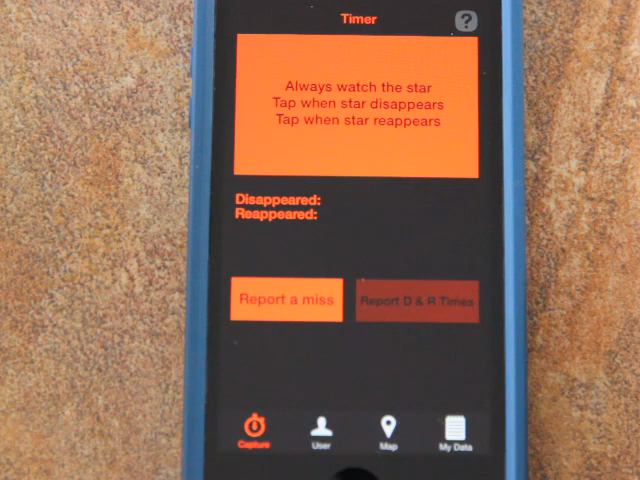 Timer
?
Always watch the star
Tap when star disappears
Tap when star reappears
Disappeared:
Reappeared:
Report a miss
Report D & R Times
Capture
User
Map
My Data